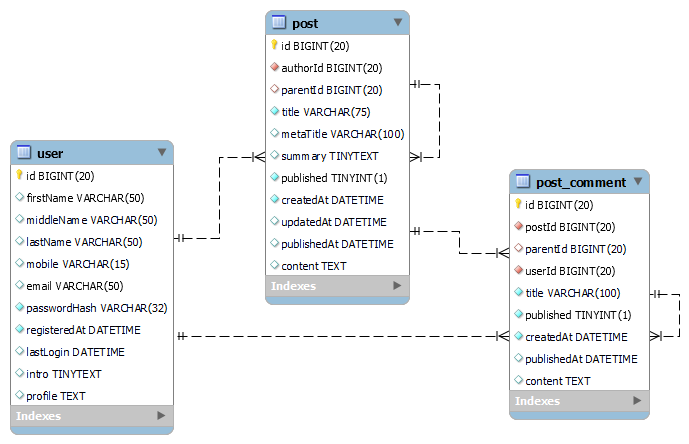 post
id BIGINT(20)
authorId BIGINT(20)
parentId BIGINT(20)
title VARCHAR(75)
metaTitle VARCHAR(100)
summary TINYTEXT
published TINYINT(1)
createdAt DATETIME
updatedAt DATETIME
publishedAt DATETIME
content TEXT
Indexes
user
id BIGINT(20)
firstName VARCHAR(50)
middleName VARCHAR(50)
lastName VARCHAR(50)
mobile VARCHAR(15)
email VARCHAR(50)
passwordHash VARCHAR(32)
registeredAt DATETIME
lastLogin DATETIME
intro TINYTEXT
profile TEXT
Indexes
post_comment
id BIGINT(20)
postId BIGINT(20)
parentId BIGINT(20)
userId BIGINT(20)
title VARCHAR(100)
published TINYINT(1)
createdAt DATETIME
publishedAt DATETIME
content TEXT
Indexes